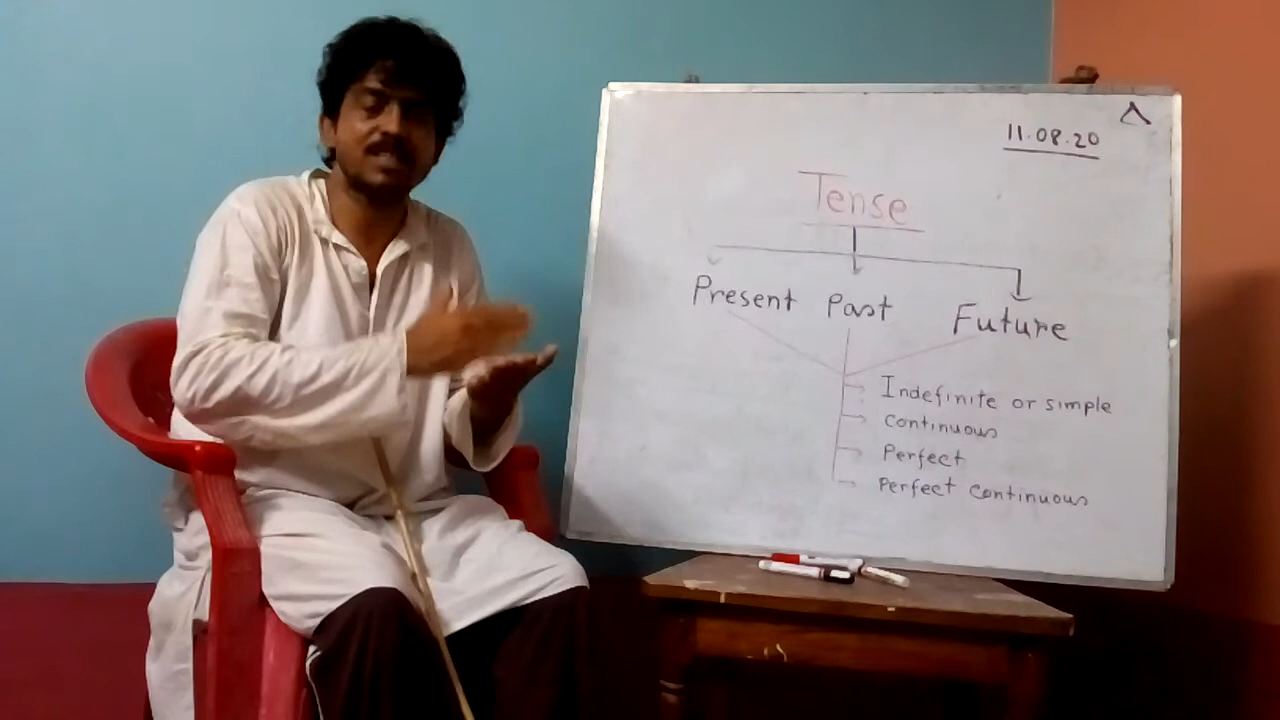 11.08.20
Tense
Present Past Future
Indefinite or simple
Continuous
Perfect
Perfect continuous